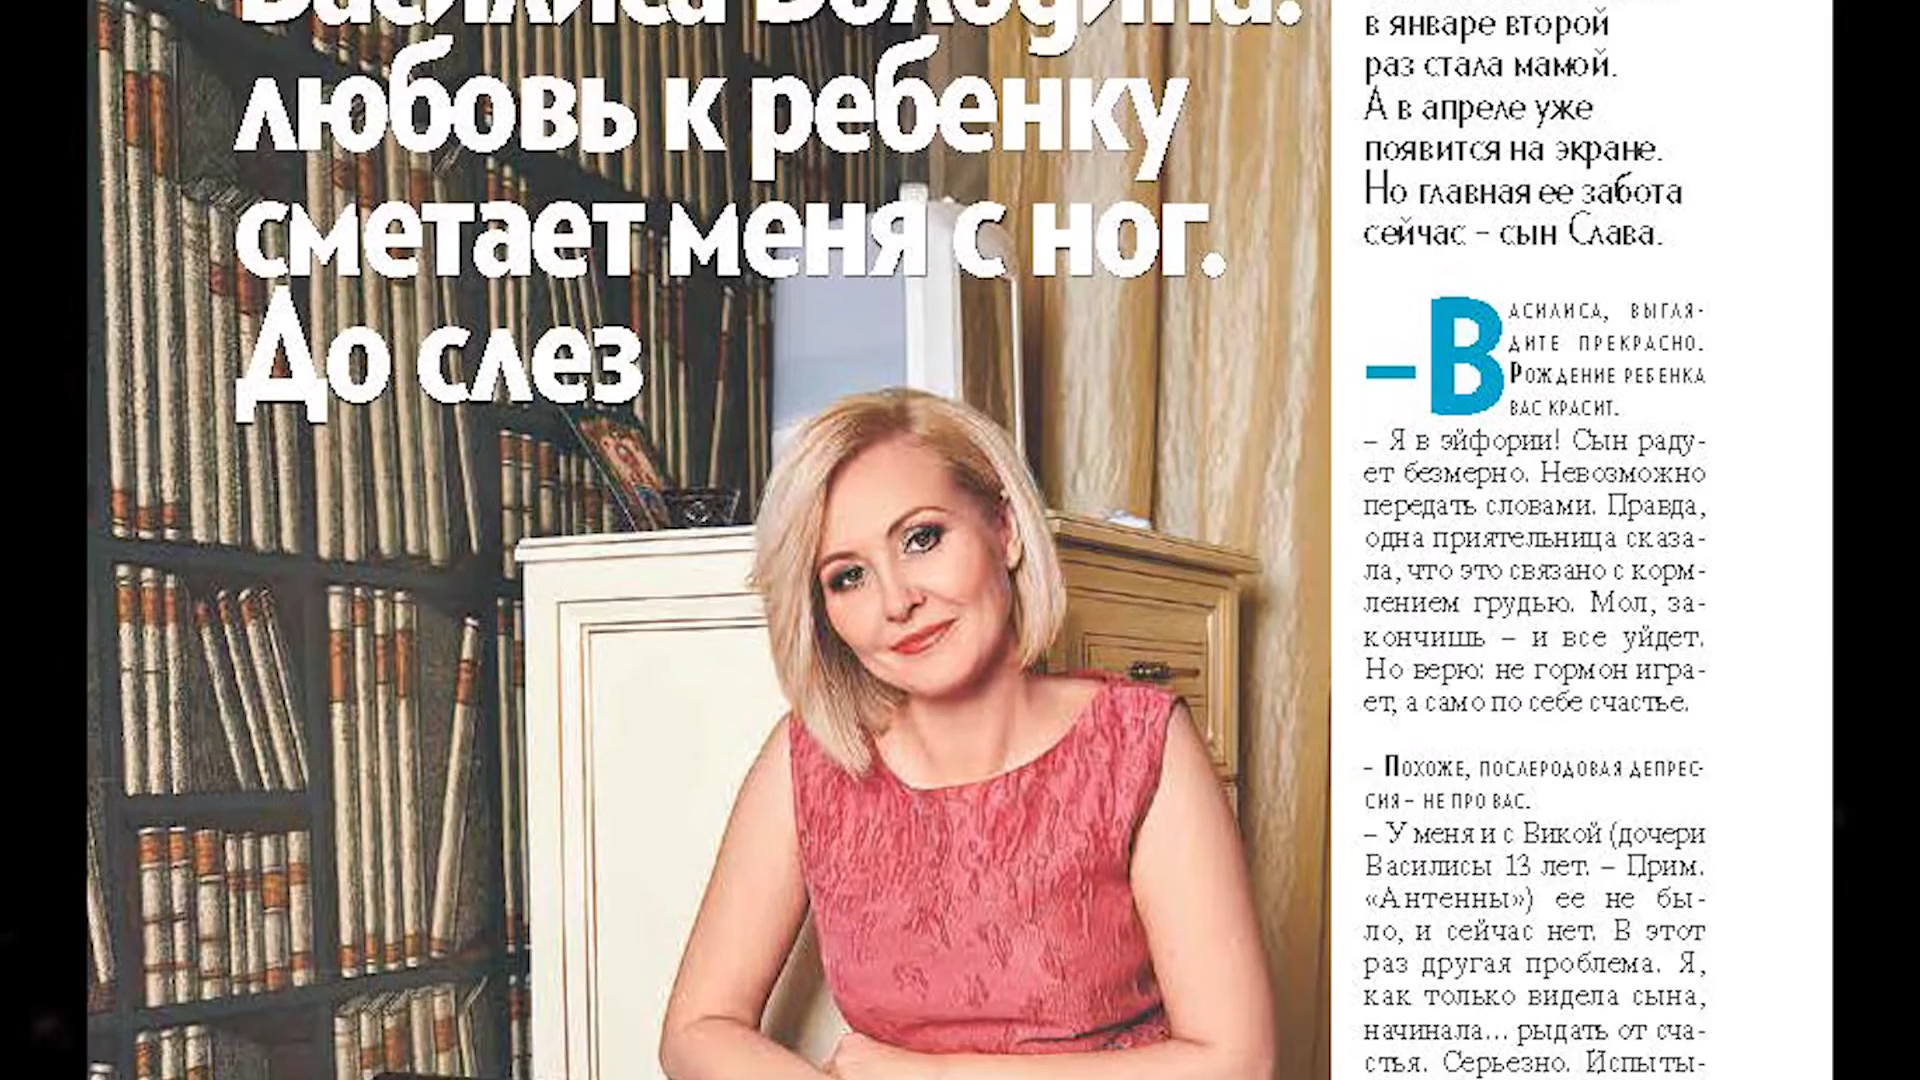 Василиса Володина:
любовь к ребенку
сметает меня с ног.
До слез
в январе второй
раз стала мамой.
А в апреле уже
появится на экране.
Но главная ее забота
сейчас – сын Слава.
– ВАСИЛИСА, ВЫГЛЯ-
ДИТЕ ПРЕКРАСНО.
РОЖДЕНИЕ РЕБЕНКА
ВАС КРАСИТ.
– Я в эйфории! Сын раду-
ет безмерно. Невозможно
передать словами. Правда,
одна приятельница сказа-
ла, что это связано с корм-
лением грудью. Мол, за-
кончишь – и все уйдет.
Но верю: не гормон игра-
ет, а само по себе счастье.
– ПОХОЖЕ, ПОСЛЕРОДОВАЯ ДЕПРЕС-
СИЯ – НЕ ПРО ВАС.
– У меня и с Викой (дочери
Василисы 13 лет. – Прим.
«Антенны») ее не бы-
ло, и сейчас нет. В этот
раз другая проблема. Я,
как только видела сына,
начинала... рыдать от сча-
стья. Серьезно. Испыты-